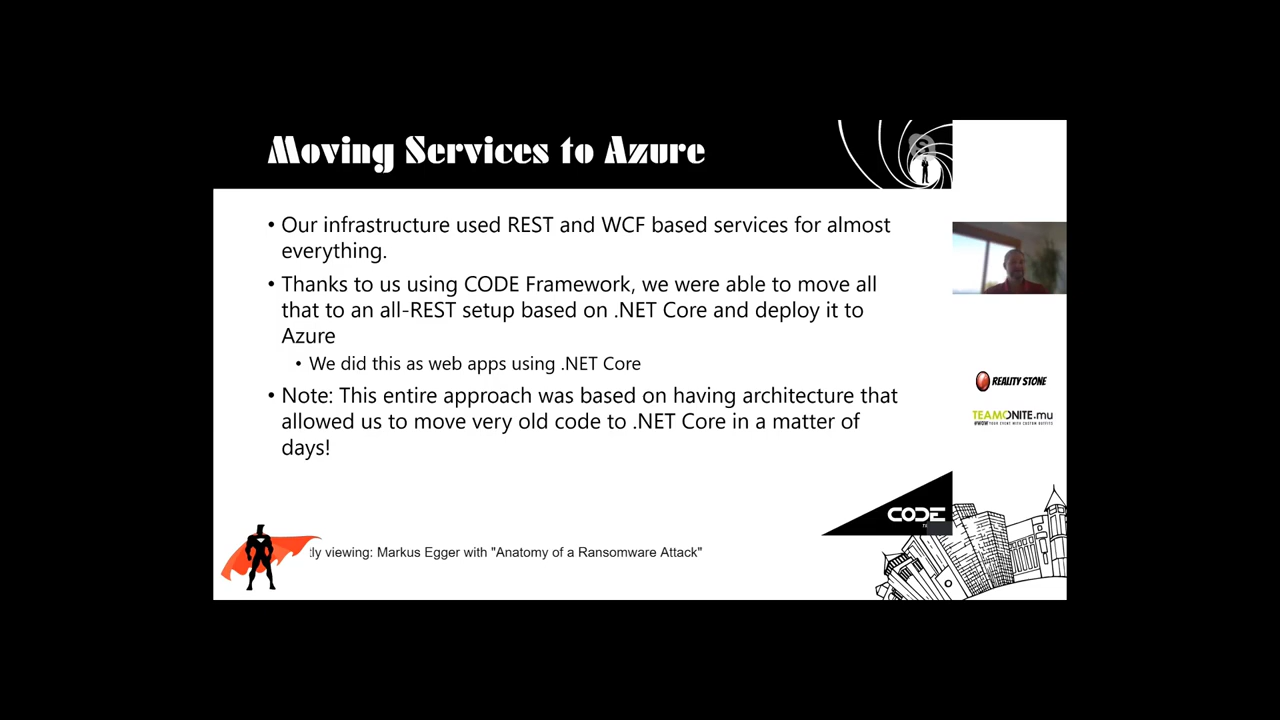 Moving Services to Azure
• Our infrastructure used REST and WCF based services for almost
everything.
• Thanks to us using CODE Framework, we were able to move all
that to an all-REST setup based on .NET Core and deploy it to
Azure
• We did this as web apps using .NET Core
• Note: This entire approach was based on having architecture that
allowed us to move very old code to .NET Core in a matter of
days!
REALITY STONE
TEAMONITE.mu
CODE
tly viewing: Markus Egger with "Anatomy of a Ransomware Attack"